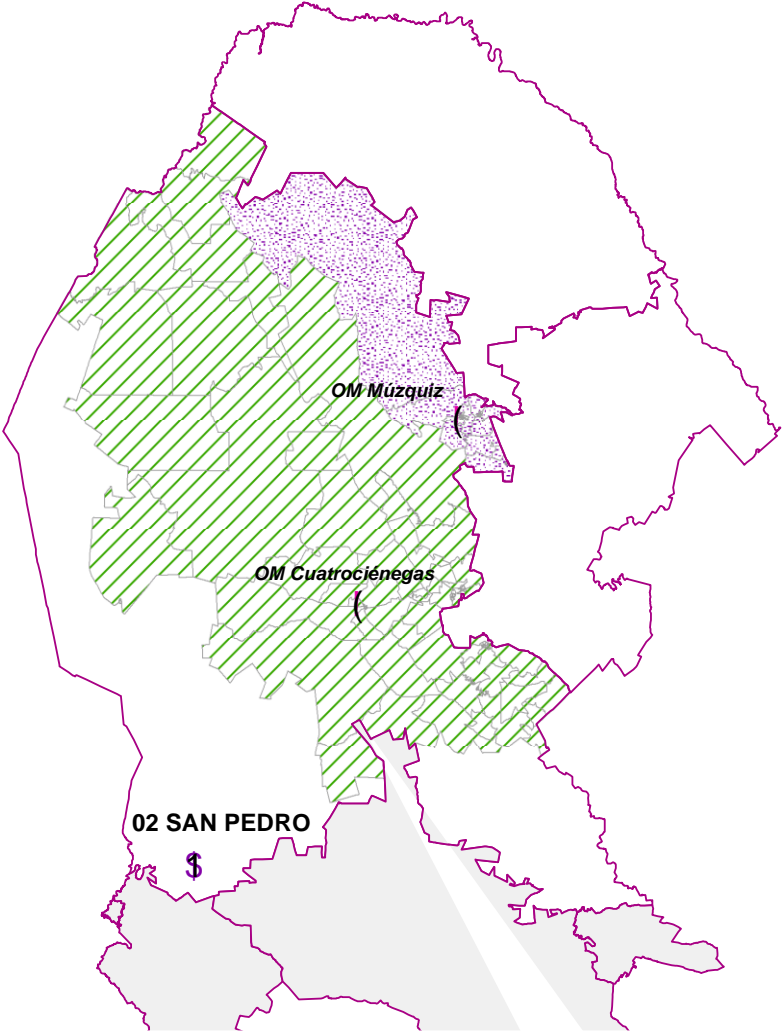 OM Múzquiz
(
OM Cuatrociénegas
(
02 SAN PEDRO
$